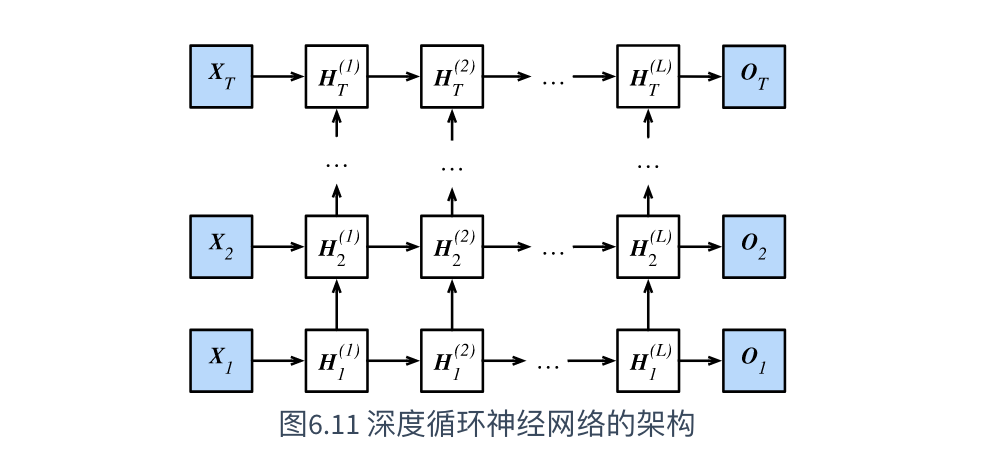 X_T H_T^(1) H_T^(2) … H_T^(L) O_T
… … …
X_2 H_2^(1) H_2^(2) … H_2^(L) O_2
X_1 H_1^(1) H_1^(2) … H_1^(L) O_1
图6.11 深度循环神经网络的架构